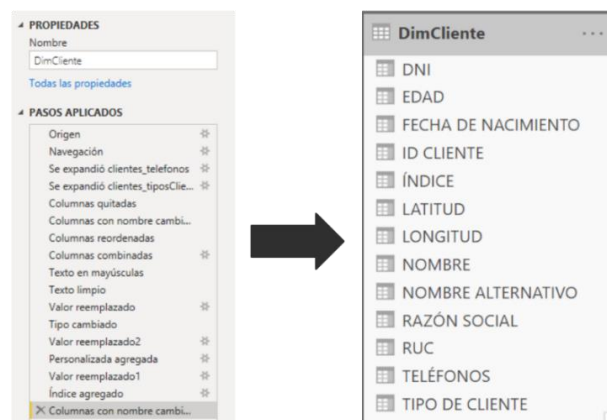 PROPIEDADES
Nombre
DimCliente
Todas las propiedades
PASOS APLICADOS
Origen
Navegación
Se expandió clientes_telefonos
Se expandió clientes_tiposClie...
Columnas quitadas
Columnas con nombre cambi...
Columnas reordenadas
Columnas combinadas
Texto en mayúsculas
Texto limpio
Valor reemplazado
Tipo cambiado
Valor reemplazado2
Personalizada agregada
Valor reemplazado1
Índice agregado
Columnas con nombre cambi...
DimCliente
DNI
EDAD
FECHA DE NACIMIENTO
ID CLIENTE
ÍNDICE
LATITUD
LONGITUD
NOMBRE
NOMBRE ALTERNATIVO
RAZÓN SOCIAL
RUC
TELÉFONOS
TIPO DE CLIENTE